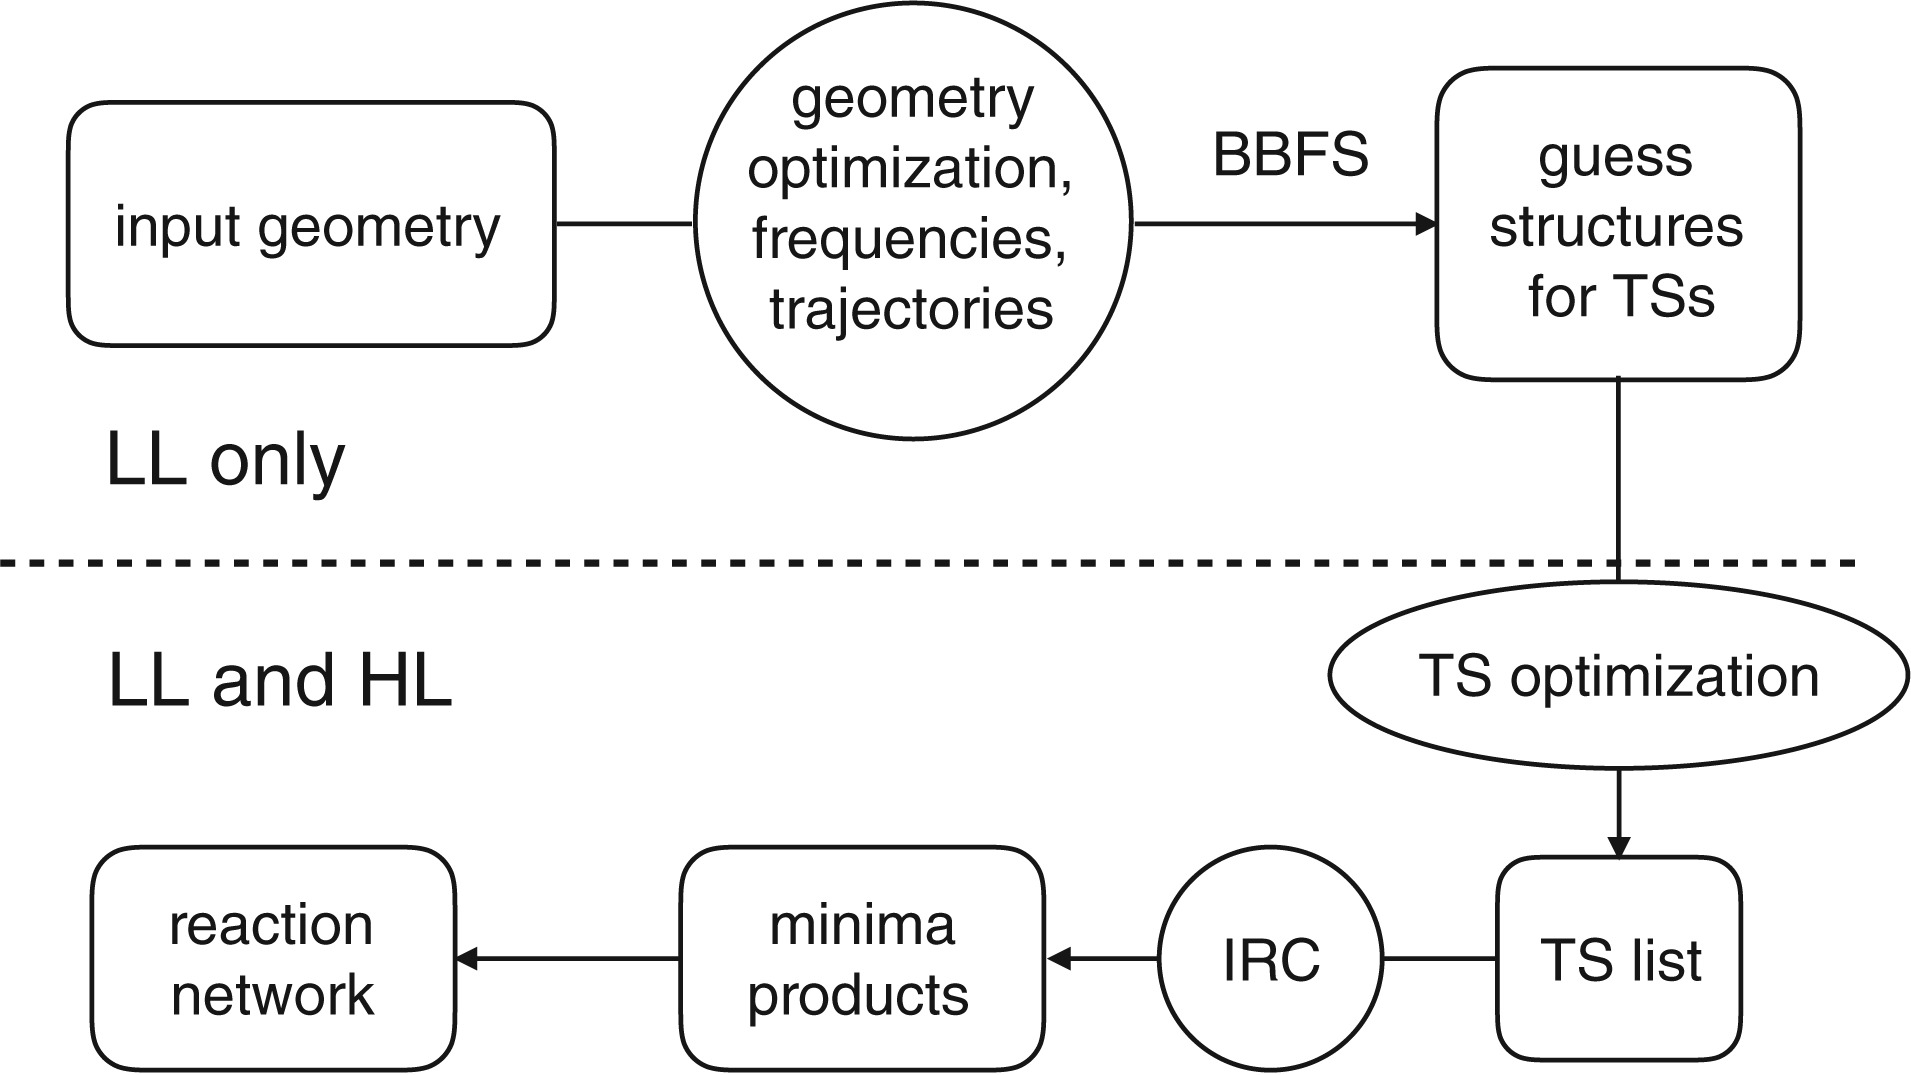 input geometry
geometry
optimization,
frequencies,
trajectories
BBFS
guess
structures
for TSs
LL only
LL and HL
TS optimization
TS list
IRC
minima
products
reaction
network